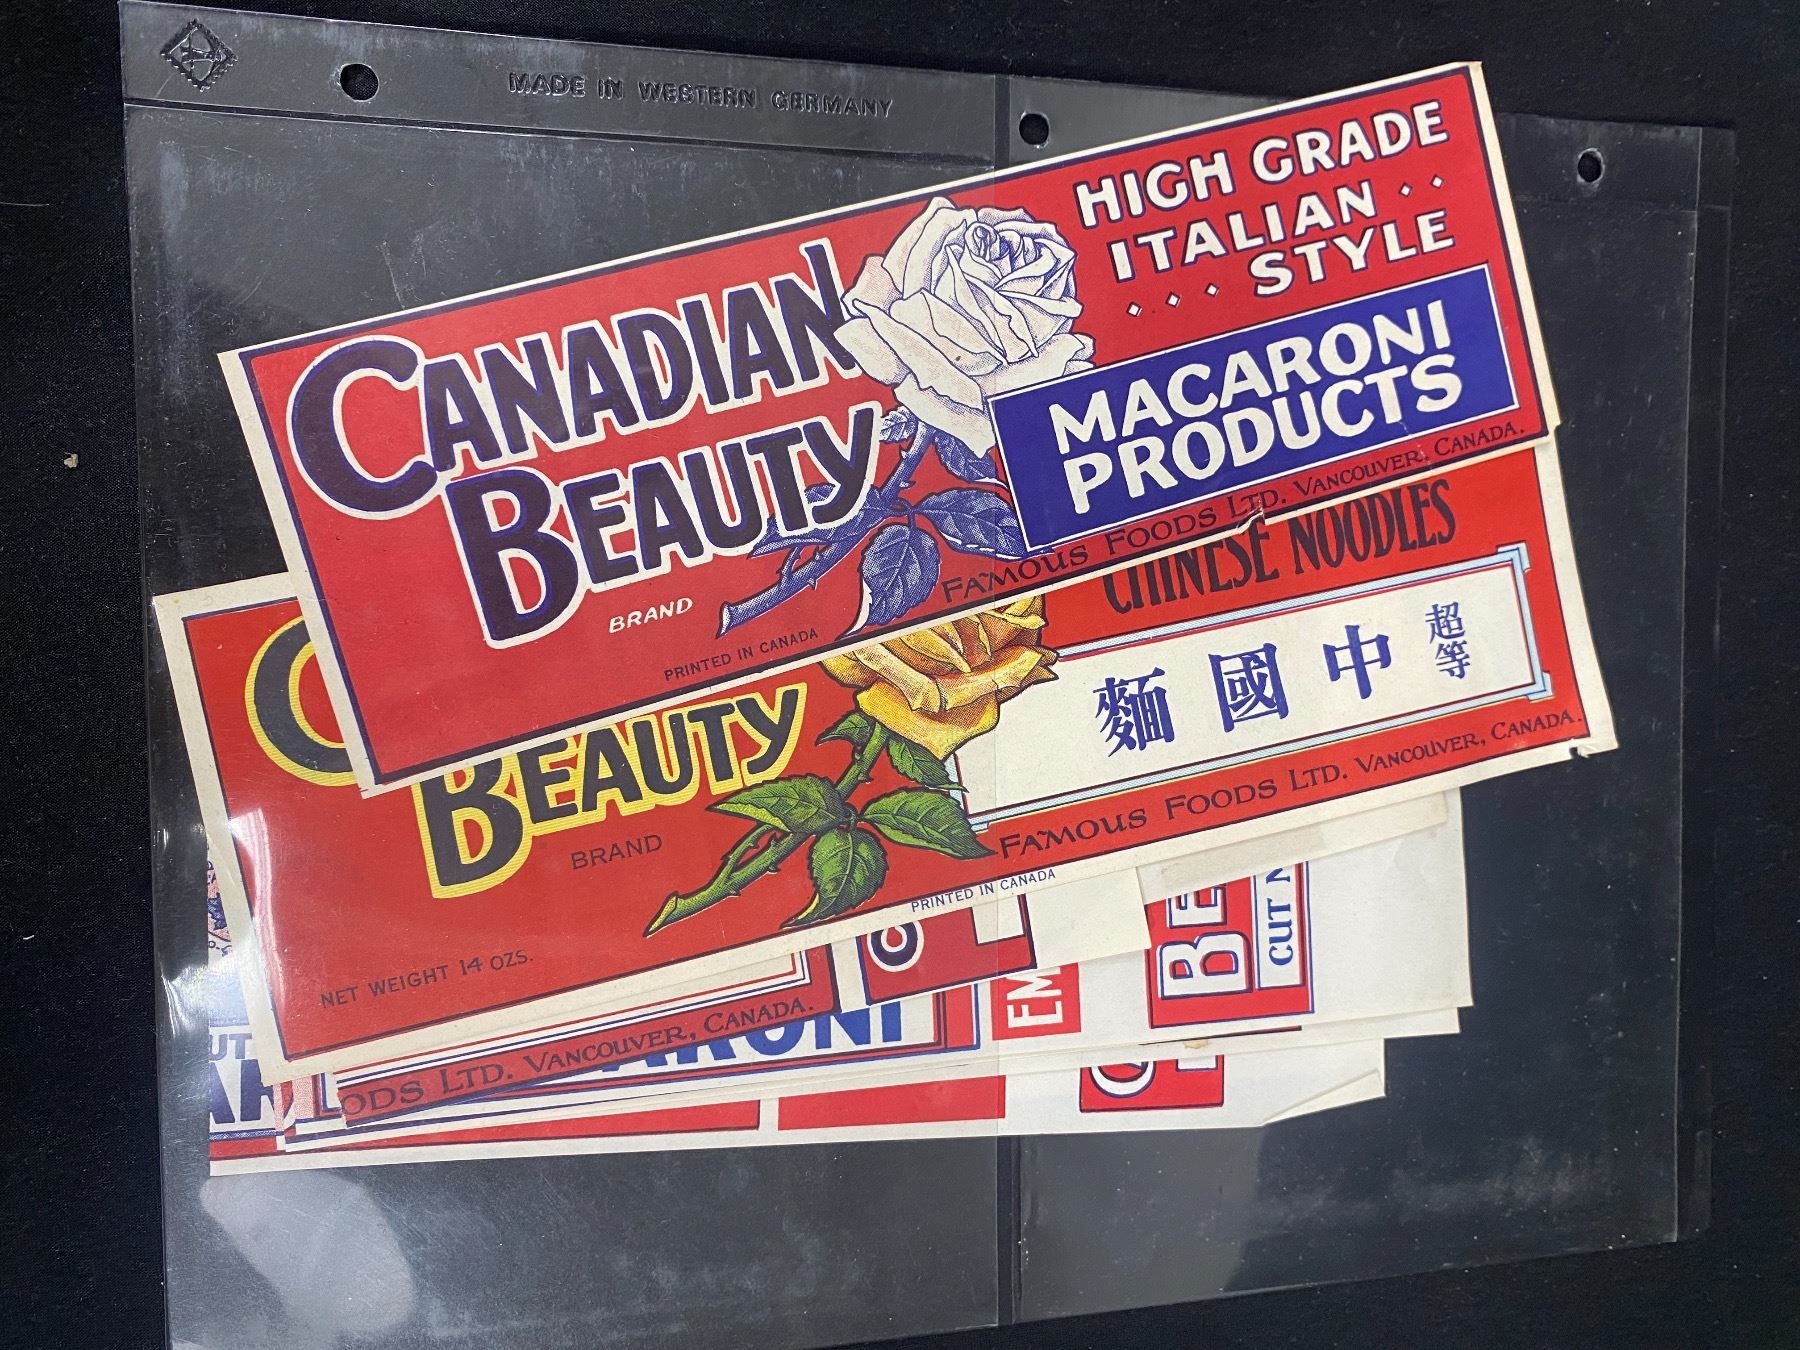 MADE IN WESTERN GERMANY
CANADIAN
BEAUTY
BRAND
PRINTED IN CANADA
HIGH GRADE
ITALIAN
STYLE
MACARONI
PRODUCTS
FAMOUS FOODS LTD. VANCOUVER, CANADA.
CHINESE NOODLES
超等
中國麵
BEAUTY
BRAND
FAMOUS FOODS LTD. VANCOUVER, CANADA.
PRINTED IN CANADA
NET WEIGHT 14 OZS.
LTD. VANCOUVER, CANADA.
CUT